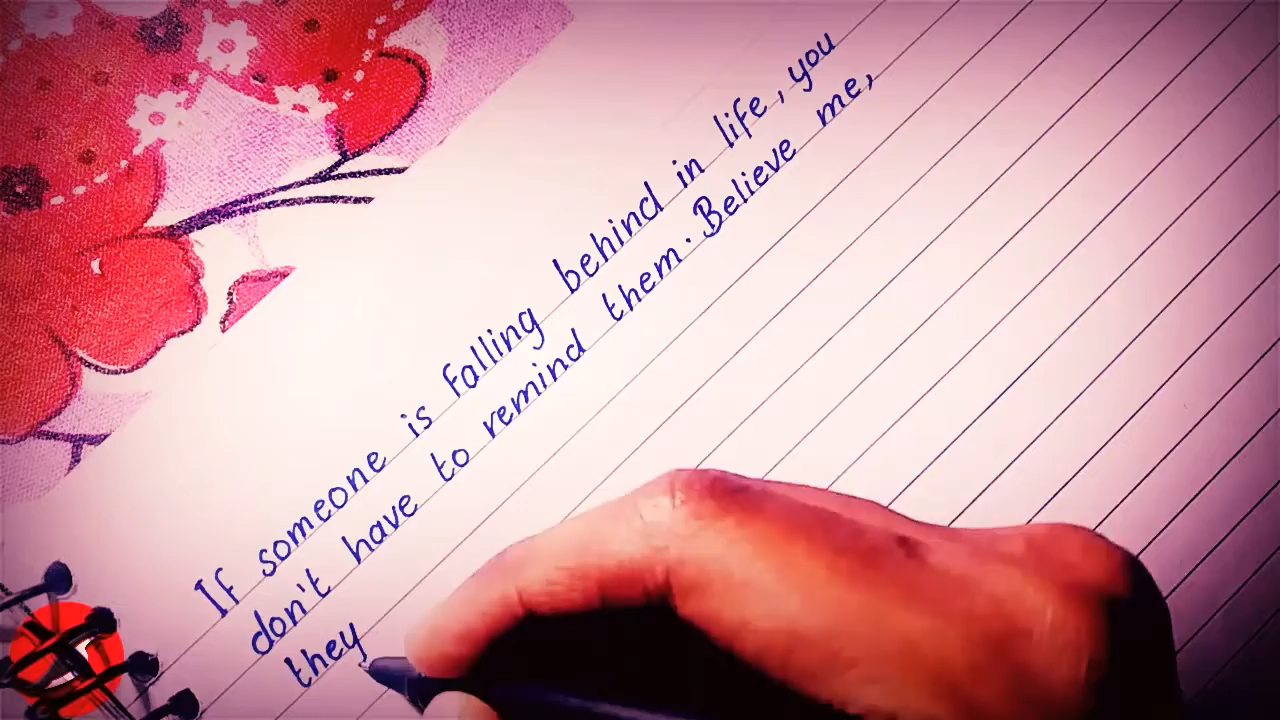 If someone is falling behind in life, you
don't have to remind them. Believe me,
they